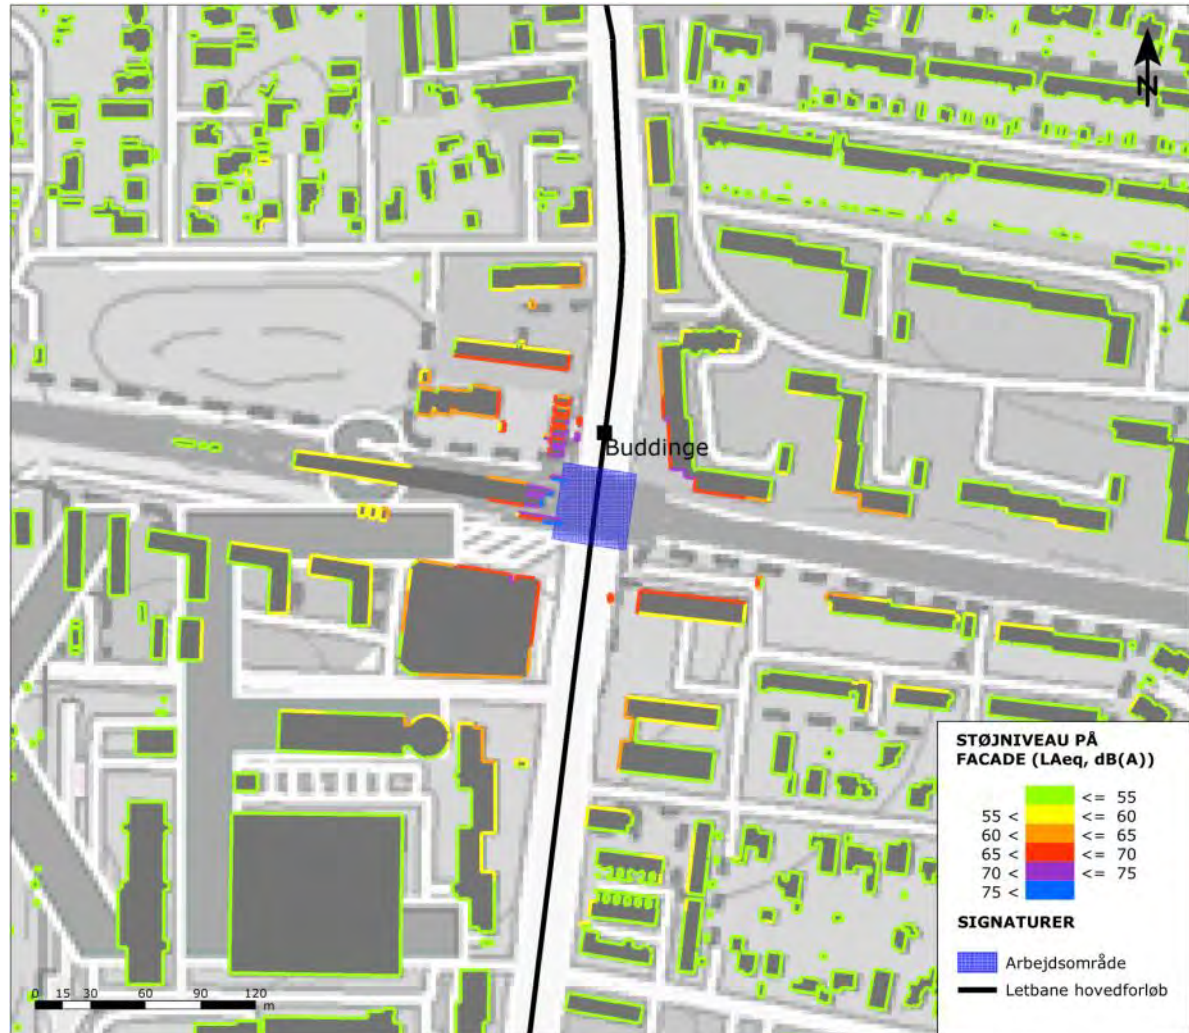 N
Buddinge
STØJNIVEAU PÅ
FACADE (LAeq, dB(A))
<= 55
55 < <= 60
60 < <= 65
65 < <= 70
70 < <= 75
75 <
SIGNATURER
Arbejdsområde
Letbane hovedforløb
0 15 30 60 90 120
m